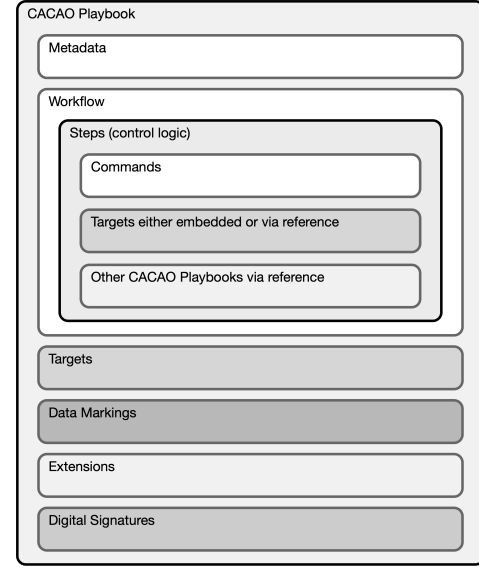 CACAO Playbook
Metadata
Workflow
Steps (control logic)
Commands
Targets either embedded or via reference
Other CACAO Playbooks via reference
Targets
Data Markings
Extensions
Digital Signatures